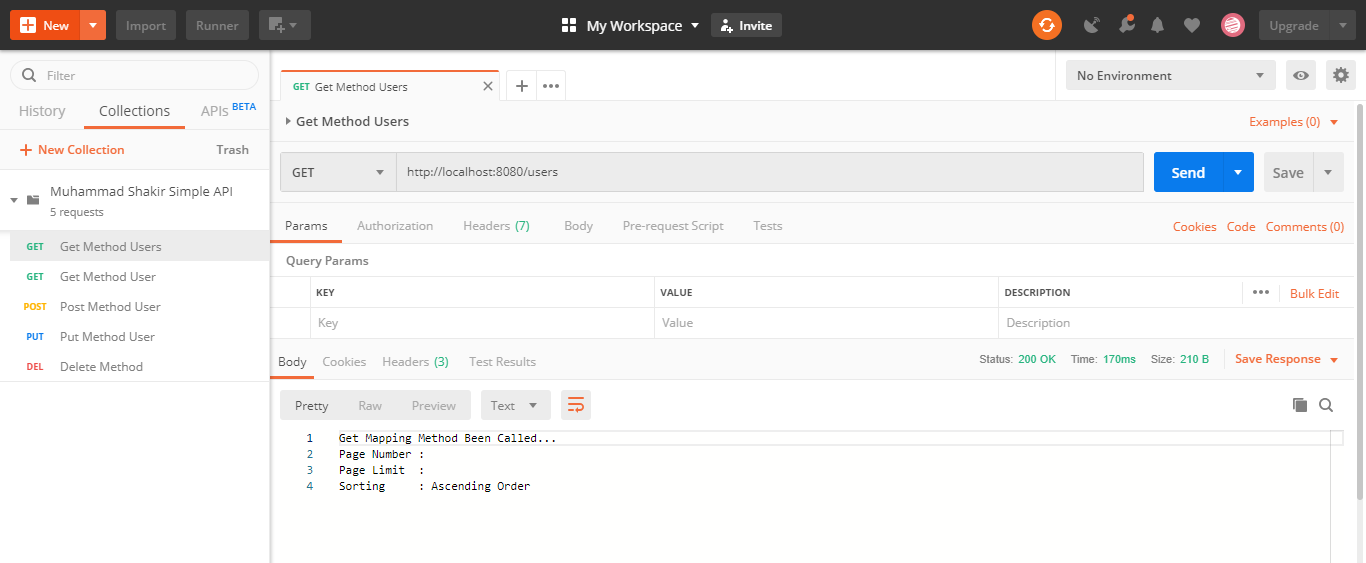 New Import Runner My Workspace Invite Upgrade
Filter
History Collections APIs BETA
New Collection Trash
Muhammad Shakir Simple API
5 requests
GET Get Method Users
GET Get Method User
POST Post Method User
PUT Put Method User
DEL Delete Method
GET Get Method Users
No Environment
Get Method Users Examples (0)
GET http://localhost:8080/users Send Save
Params Authorization Headers (7) Body Pre-request Script Tests Cookies Code Comments (0)
Query Params
KEY VALUE DESCRIPTION Bulk Edit
Key Value Description
Body Cookies Headers (3) Test Results Status: 200 OK Time: 170ms Size: 210 B Save Response
Pretty Raw Preview Text
1 Get Mapping Method Been Called...
2 Page Number :
3 Page Limit  :
4 Sorting     : Ascending Order